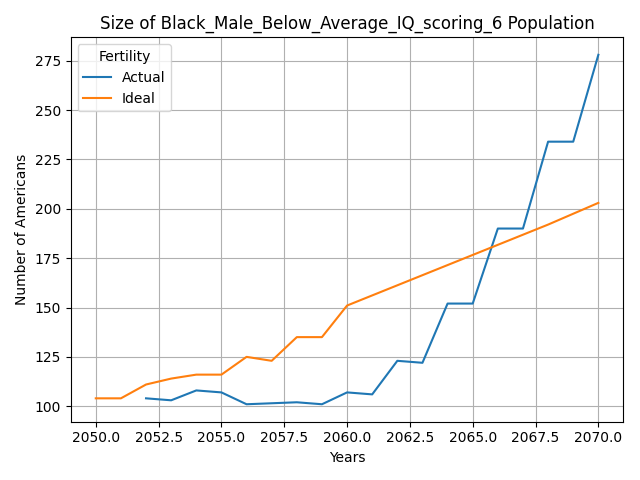 Size of Black_Male_Below_Average_IQ_scoring_6 Population
Fertility
Actual
Ideal
Number of Americans
275
250
225
200
175
150
125
100
2050.0 2052.5 2055.0 2057.5 2060.0 2062.5 2065.0 2067.5 2070.0
Years